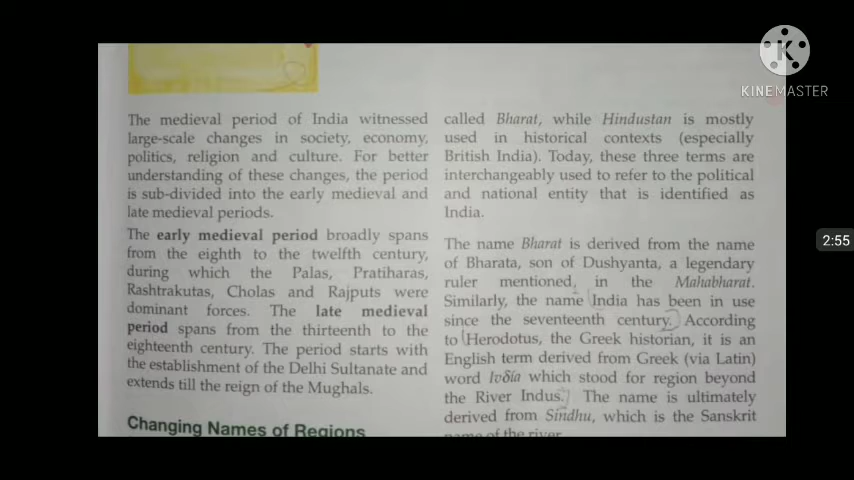 KINEMASTER
2:55
The medieval period of India witnessed
large-scale changes in society, economy,
politics, religion and culture. For better
understanding of these changes, the period
is sub-divided into the early medieval and
late medieval periods.
The early medieval period broadly spans
from the eighth to the twelfth century,
during which the Palas, Pratiharas,
Rashtrakutas, Cholas and Rajputs were
dominant forces. The late medieval
period spans from the thirteenth to the
eighteenth century. The period starts with
the establishment of the Delhi Sultanate and
extends till the reign of the Mughals.
Changing Names of Regions
called Bharat, while Hindustan is mostly
used in historical contexts (especially
British India). Today, these three terms are
interchangeably used to refer to the political
and national entity that is identified as
India.
The name Bharat is derived from the name
of Bharata, son of Dushyanta, a legendary
ruler mentioned in the Mahabharat.
Similarly, the name India has been in use
since the seventeenth century. According
to Herodotus, the Greek historian, it is an
English term derived from Greek (via Latin)
word Ινδία which stood for region beyond
the River Indus. The name is ultimately
derived from Sindhu, which is the Sanskrit
name of the river